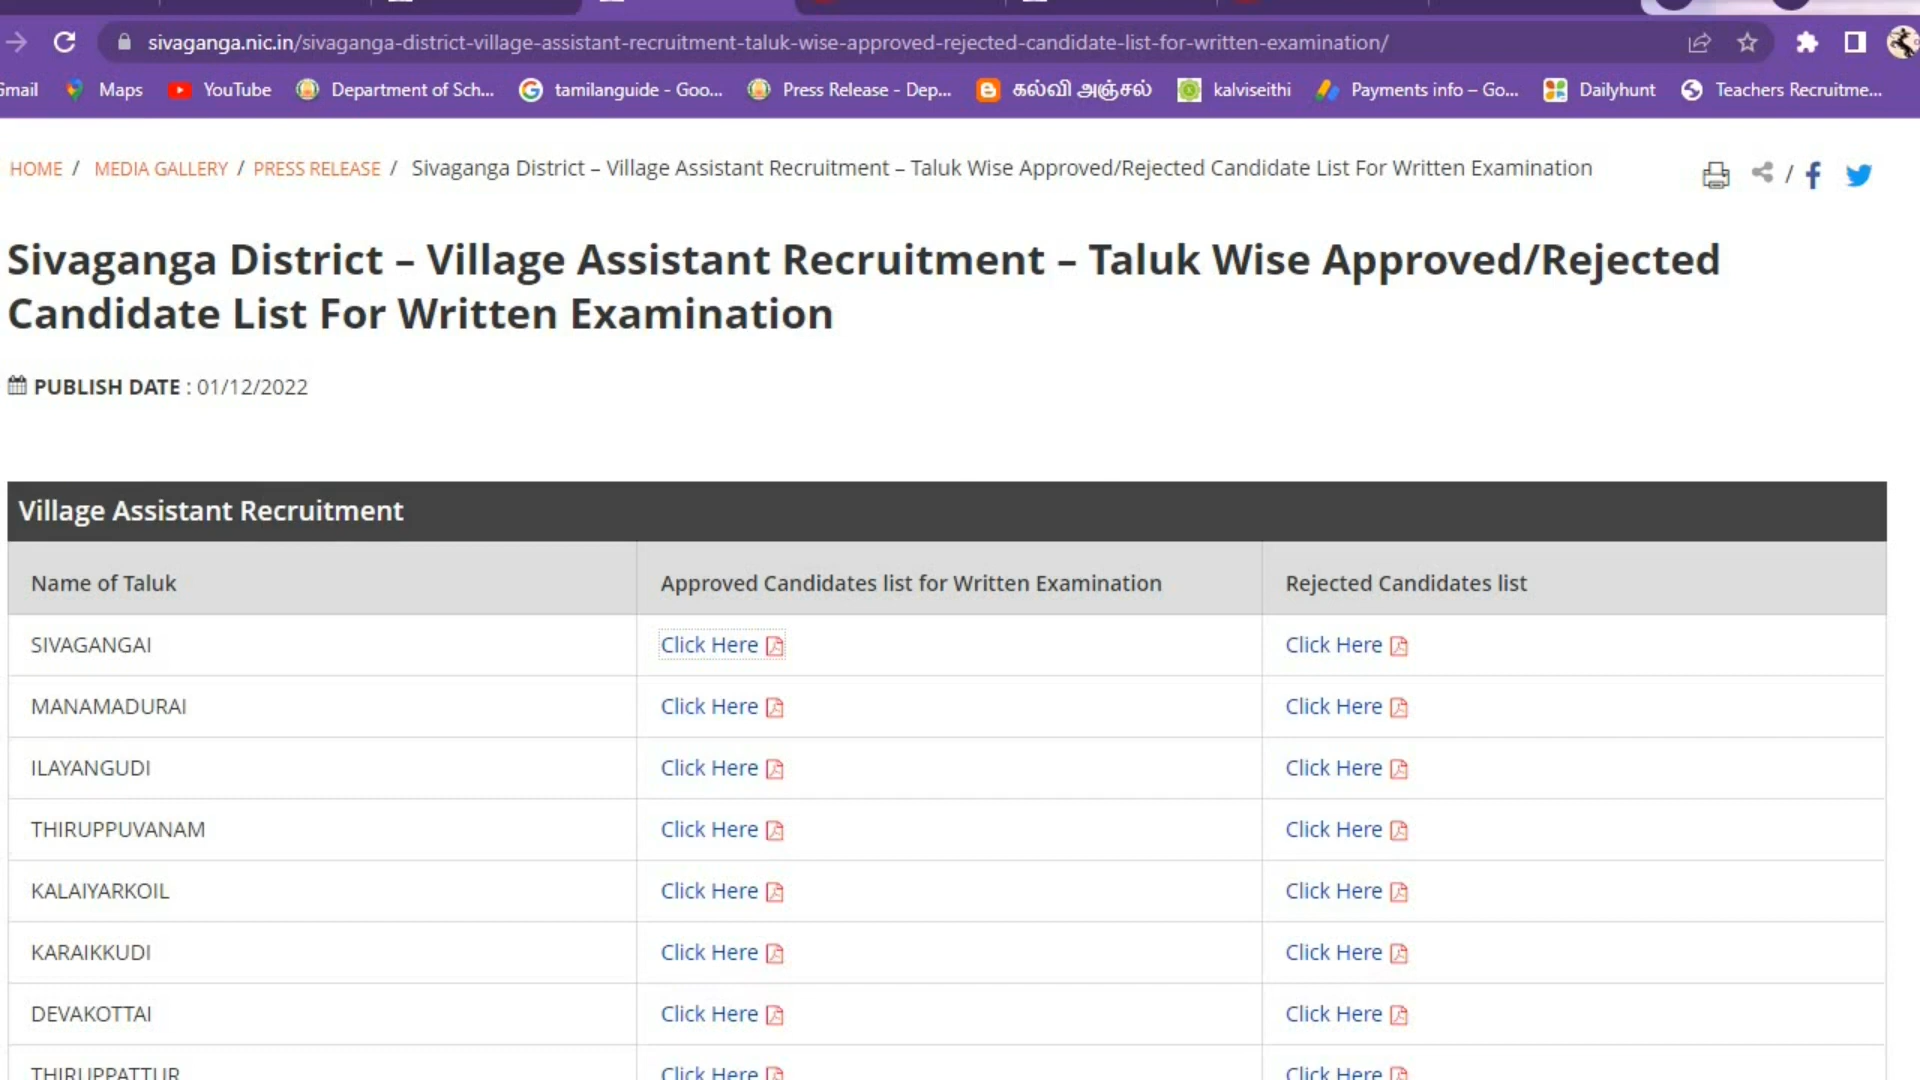 sivaganga.nic.in/sivaganga-district-village-assistant-recruitment-taluk-wise-approved-rejected-candidate-list-for-written-examination/
Gmail Maps YouTube Department of Sch... tamilanguide - Goo... Press Release - Dep... கல்வி அஞ்சல் kalviseithi Payments info – Go... Dailyhunt Teachers Recruitme...
HOME / MEDIA GALLERY / PRESS RELEASE / Sivaganga District – Village Assistant Recruitment – Taluk Wise Approved/Rejected Candidate List For Written Examination
Sivaganga District – Village Assistant Recruitment – Taluk Wise Approved/Rejected
Candidate List For Written Examination
PUBLISH DATE : 01/12/2022
Village Assistant Recruitment
Name of Taluk Approved Candidates list for Written Examination Rejected Candidates list
SIVAGANGAI Click Here Click Here
MANAMADURAI Click Here Click Here
ILAYANGUDI Click Here Click Here
THIRUPPUVANAM Click Here Click Here
KALAIYARKOIL Click Here Click Here
KARAIKKUDI Click Here Click Here
DEVAKOTTAI Click Here Click Here
THIRUPPATTUR Click Here Click Here